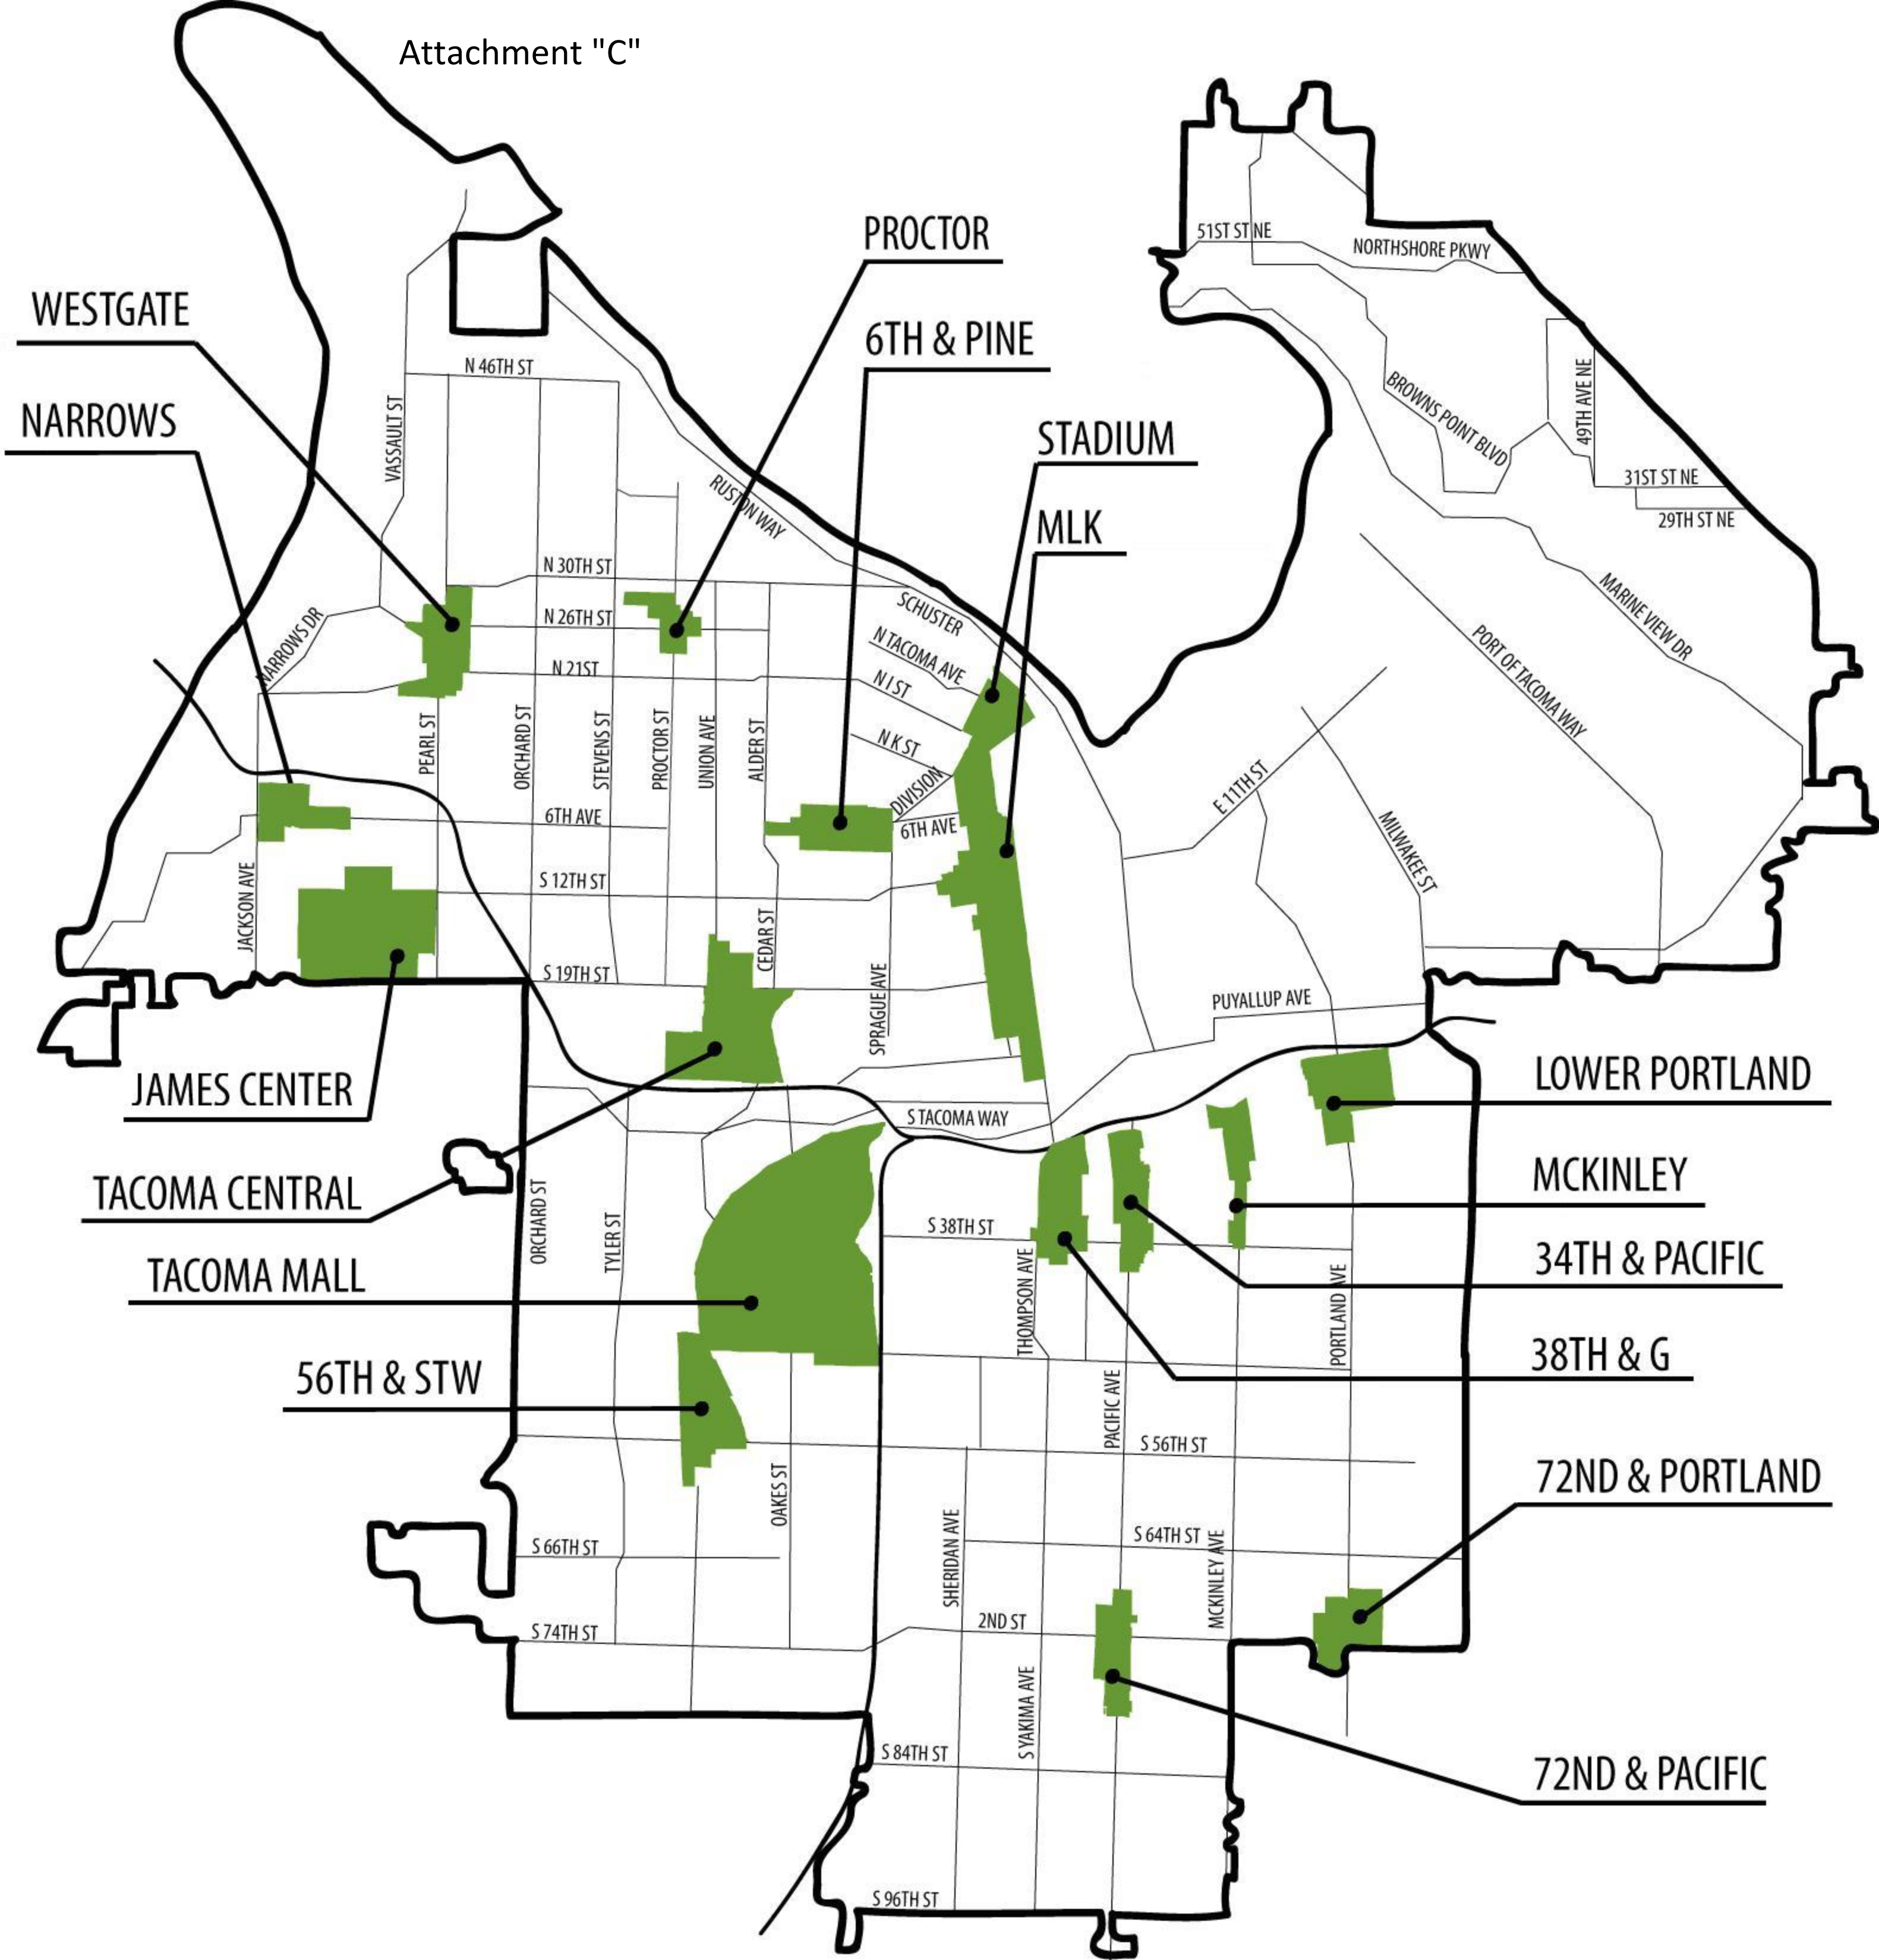 Attachment "C"
PROCTOR
51ST ST NE
NORTHSHORE PKWY
WESTGATE
6TH & PINE
N 46TH ST
NARROWS
VASSAULT ST
BROWNS POINT BLVD
49TH AVE NE
STADIUM
31ST ST NE
29TH ST NE
RUSTON WAY
MLK
N 30TH ST
SCHUSTER
MARINE VIEW DR
N 26TH ST
NARROWS DR
N TACOMA AVE
PORT OF TACOMA WAY
N 21ST
N I ST
PEARL ST
ORCHARD ST
STEVENS ST
PROCTOR ST
UNION AVE
ALDER ST
N K ST
DIVISION
E 11TH ST
6TH AVE
6TH AVE
MILWAKEE ST
JACKSON AVE
S 12TH ST
CEDAR ST
S 19TH ST
SPRAGUE AVE
PUYALLUP AVE
JAMES CENTER
LOWER PORTLAND
S TACOMA WAY
TACOMA CENTRAL
MCKINLEY
ORCHARD ST
TYLER ST
S 38TH ST
34TH & PACIFIC
TACOMA MALL
THOMPSON AVE
PORTLAND AVE
38TH & G
56TH & STW
PACIFIC AVE
S 56TH ST
72ND & PORTLAND
OAKES ST
SHERIDAN AVE
S 64TH ST
MCKINLEY AVE
S 66TH ST
2ND ST
S 74TH ST
S YAKIMA AVE
S 84TH ST
72ND & PACIFIC
S 96TH ST